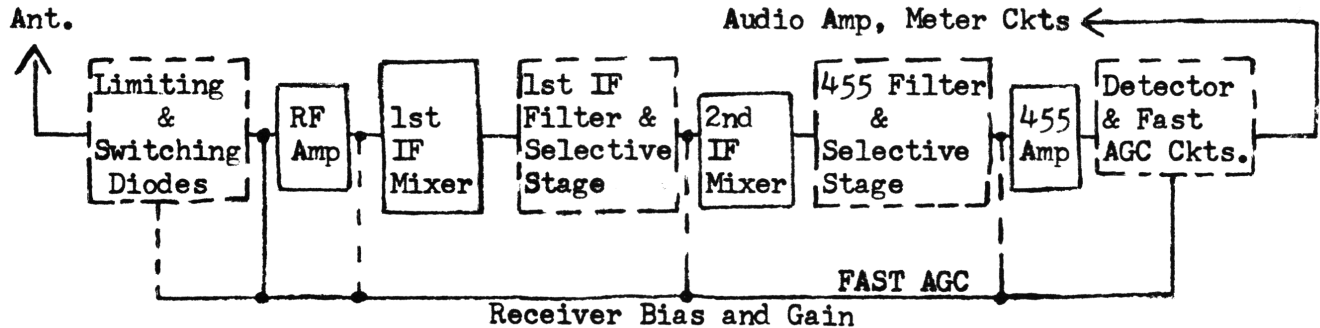 Ant.
Audio Amp, Meter Ckts
Limiting
&
Switching
Diodes
RF
Amp
1st
IF
Mixer
1st IF
Filter &
Selective
Stage
2nd
IF
Mixer
455 Filter
&
Selective
Stage
455
Amp
Detector
& Fast
AGC Ckts.
FAST AGC
Receiver Bias and Gain